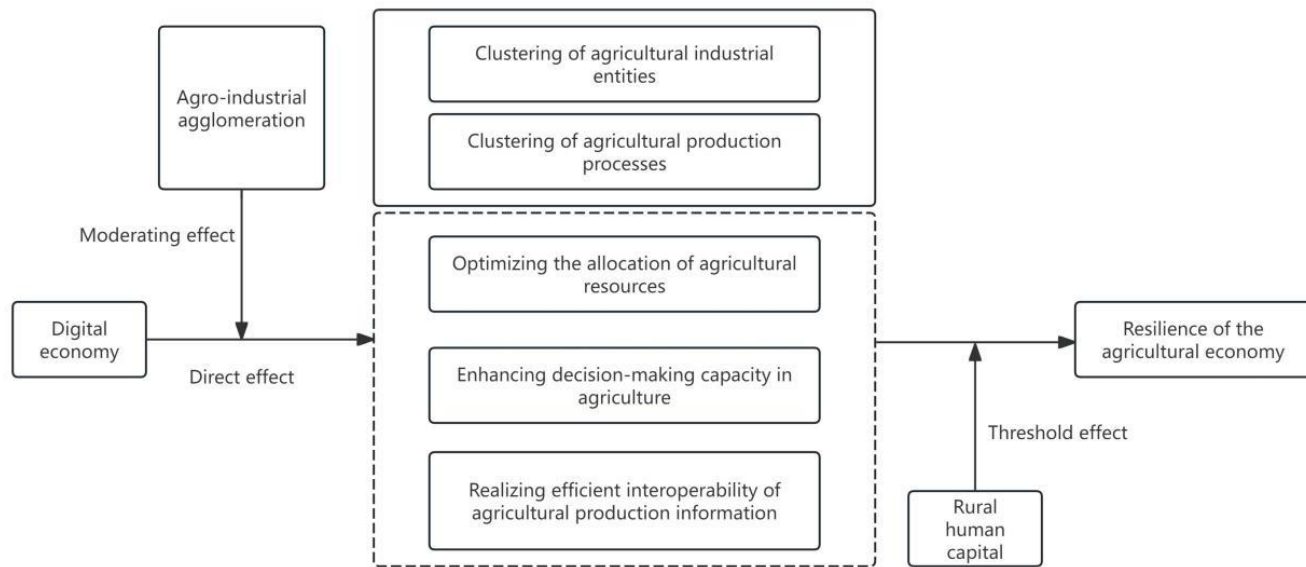 Agro-industrial
agglomeration
Clustering of agricultural industrial
entities
Clustering of agricultural production
processes
Moderating effect
Optimizing the allocation of agricultural
resources
Digital
economy
Direct effect
Enhancing decision-making capacity in
agriculture
Realizing efficient interoperability of
agricultural production information
Resilience of the
agricultural economy
Threshold effect
Rural
human
capital